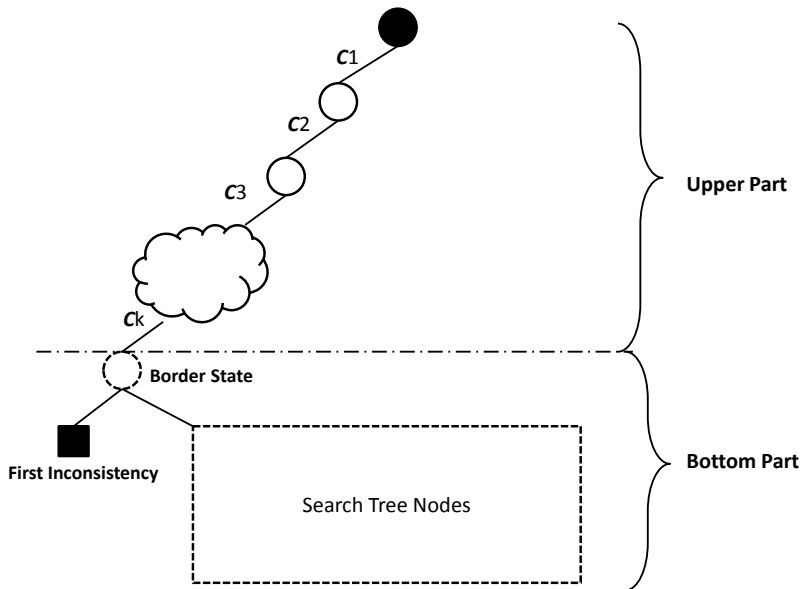 C1
C2
C3
Upper Part
Ck
Border State
First Inconsistency
Bottom Part
Search Tree Nodes